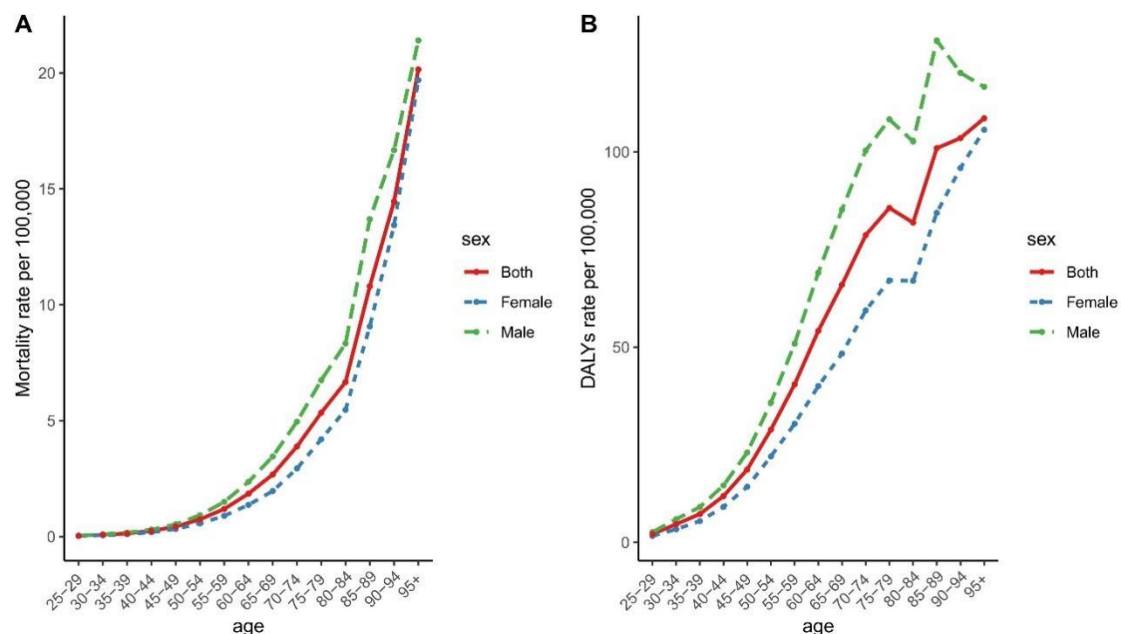 A
Mortality rate per 100,000
20
15
10
5
0
25–29
30–34
35–39
40–44
45–49
50–54
55–59
60–64
65–69
70–74
75–79
80–84
85–89
90–94
95+
age
sex
Both
Female
Male
B
DALYs rate per 100,000
100
50
0
25–29
30–34
35–39
40–44
45–49
50–54
55–59
60–64
65–69
70–74
75–79
80–84
85–89
90–94
95+
age
sex
Both
Female
Male